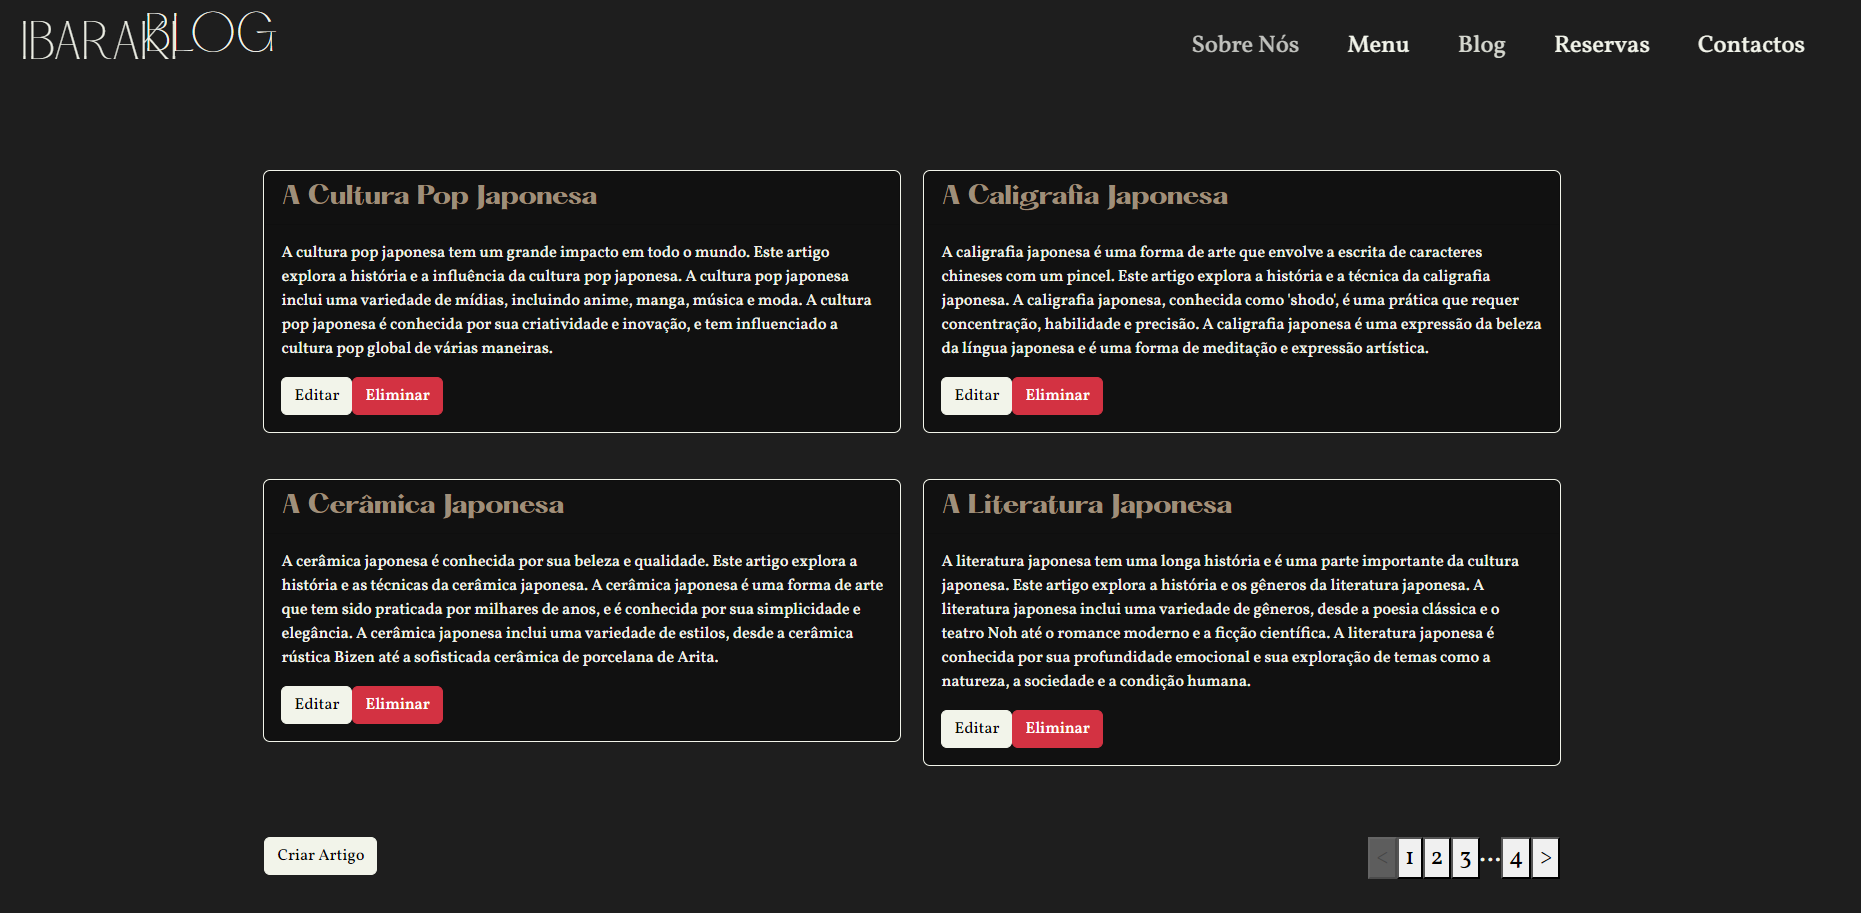 IBARAKI
BLOG
Sobre Nós
Menu
Blog
Reservas
Contactos
A Cultura Pop Japonesa
A cultura pop japonesa tem um grande impacto em todo o mundo. Este artigo
explora a história e a influência da cultura pop japonesa. A cultura pop japonesa
inclui uma variedade de mídias, incluindo anime, manga, música e moda. A cultura
pop japonesa é conhecida por sua criatividade e inovação, e tem influenciado a
cultura pop global de várias maneiras.
Editar
Eliminar
A Caligrafia Japonesa
A caligrafia japonesa é uma forma de arte que envolve a escrita de caracteres
chineses com um pincel. Este artigo explora a história e a técnica da caligrafia
japonesa. A caligrafia japonesa, conhecida como 'shodo', é uma prática que requer
concentração, habilidade e precisão. A caligrafia japonesa é uma expressão da beleza
da língua japonesa e é uma forma de meditação e expressão artística.
Editar
Eliminar
A Cerâmica Japonesa
A cerâmica japonesa é conhecida por sua beleza e qualidade. Este artigo explora a
história e as técnicas da cerâmica japonesa. A cerâmica japonesa é uma forma de arte
que tem sido praticada por milhares de anos, e é conhecida por sua simplicidade e
elegância. A cerâmica japonesa inclui uma variedade de estilos, desde a cerâmica
rústica Bizen até a sofisticada cerâmica de porcelana de Arita.
Editar
Eliminar
A Literatura Japonesa
A literatura japonesa tem uma longa história e é uma parte importante da cultura
japonesa. Este artigo explora a história e os gêneros da literatura japonesa. A
literatura japonesa inclui uma variedade de gêneros, desde a poesia clássica e o
teatro Noh até o romance moderno e a ficção científica. A literatura japonesa é
conhecida por sua profundidade emocional e sua exploração de temas como a
natureza, a sociedade e a condição humana.
Editar
Eliminar
Criar Artigo
< 1 2 3 ... 4 >